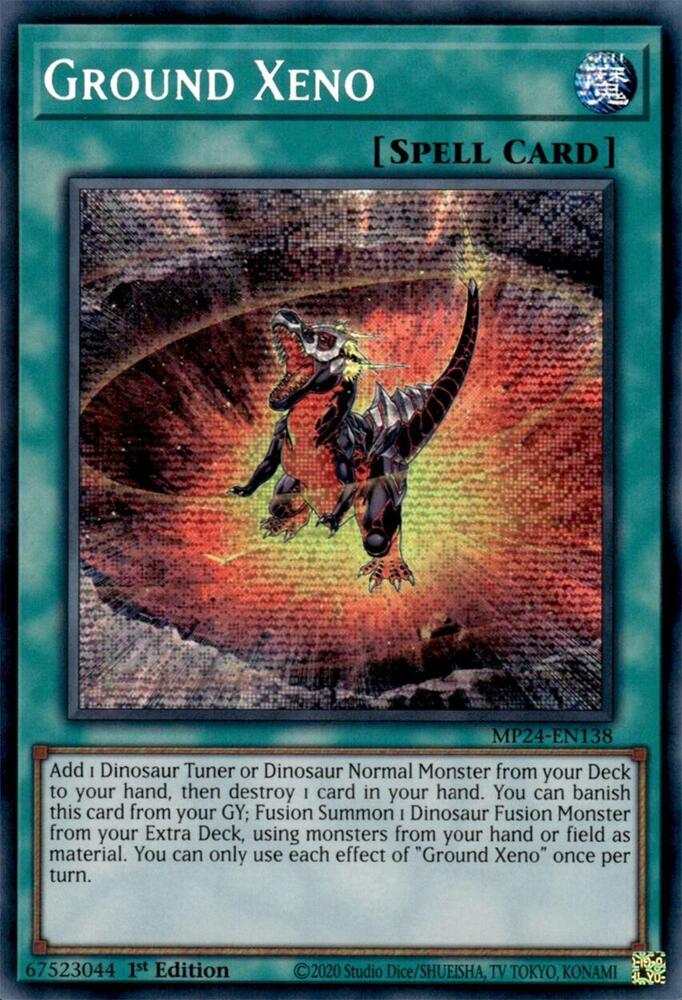 GROUND XENO
魔
[SPELL CARD]
MP24-EN138
Add 1 Dinosaur Tuner or Dinosaur Normal Monster from your Deck
to your hand, then destroy 1 card in your hand. You can banish
this card from your GY; Fusion Summon 1 Dinosaur Fusion Monster
from your Extra Deck, using monsters from your hand or field as
material. You can only use each effect of "Ground Xeno" once per
turn.
67523044 1st Edition ©2020 Studio Dice/SHUEISHA, TV TOKYO, KONAMI